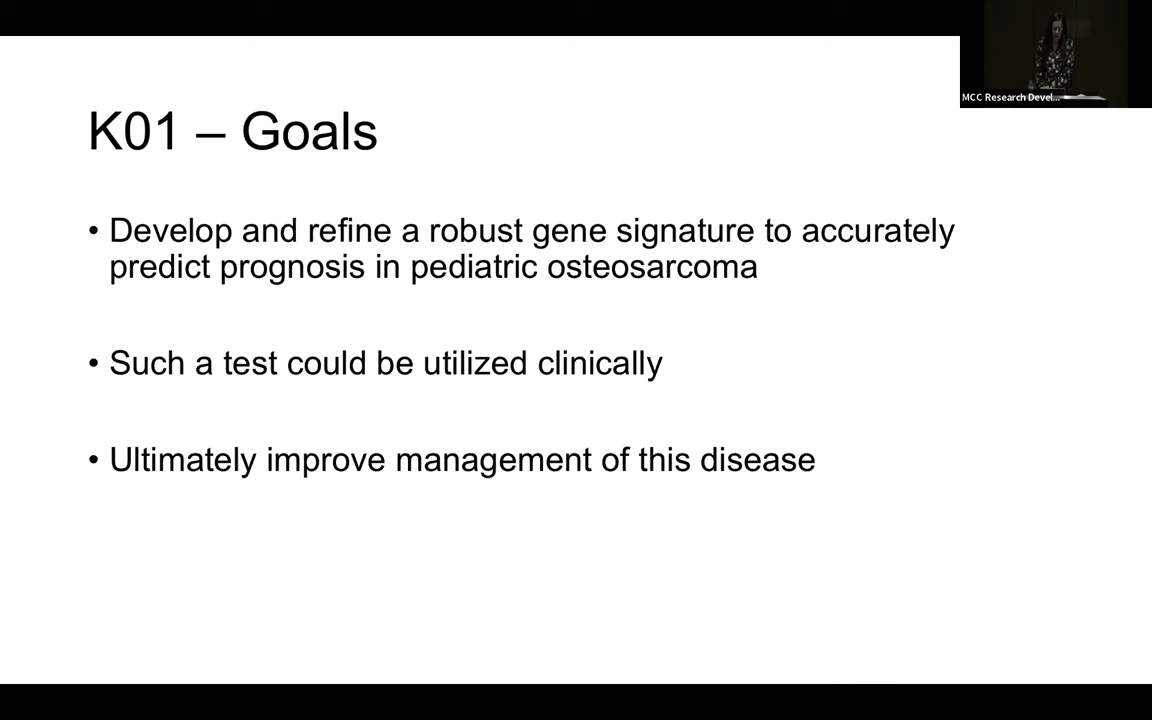 MCC Research Devel...
K01 – Goals
• Develop and refine a robust gene signature to accurately
predict prognosis in pediatric osteosarcoma
• Such a test could be utilized clinically
• Ultimately improve management of this disease